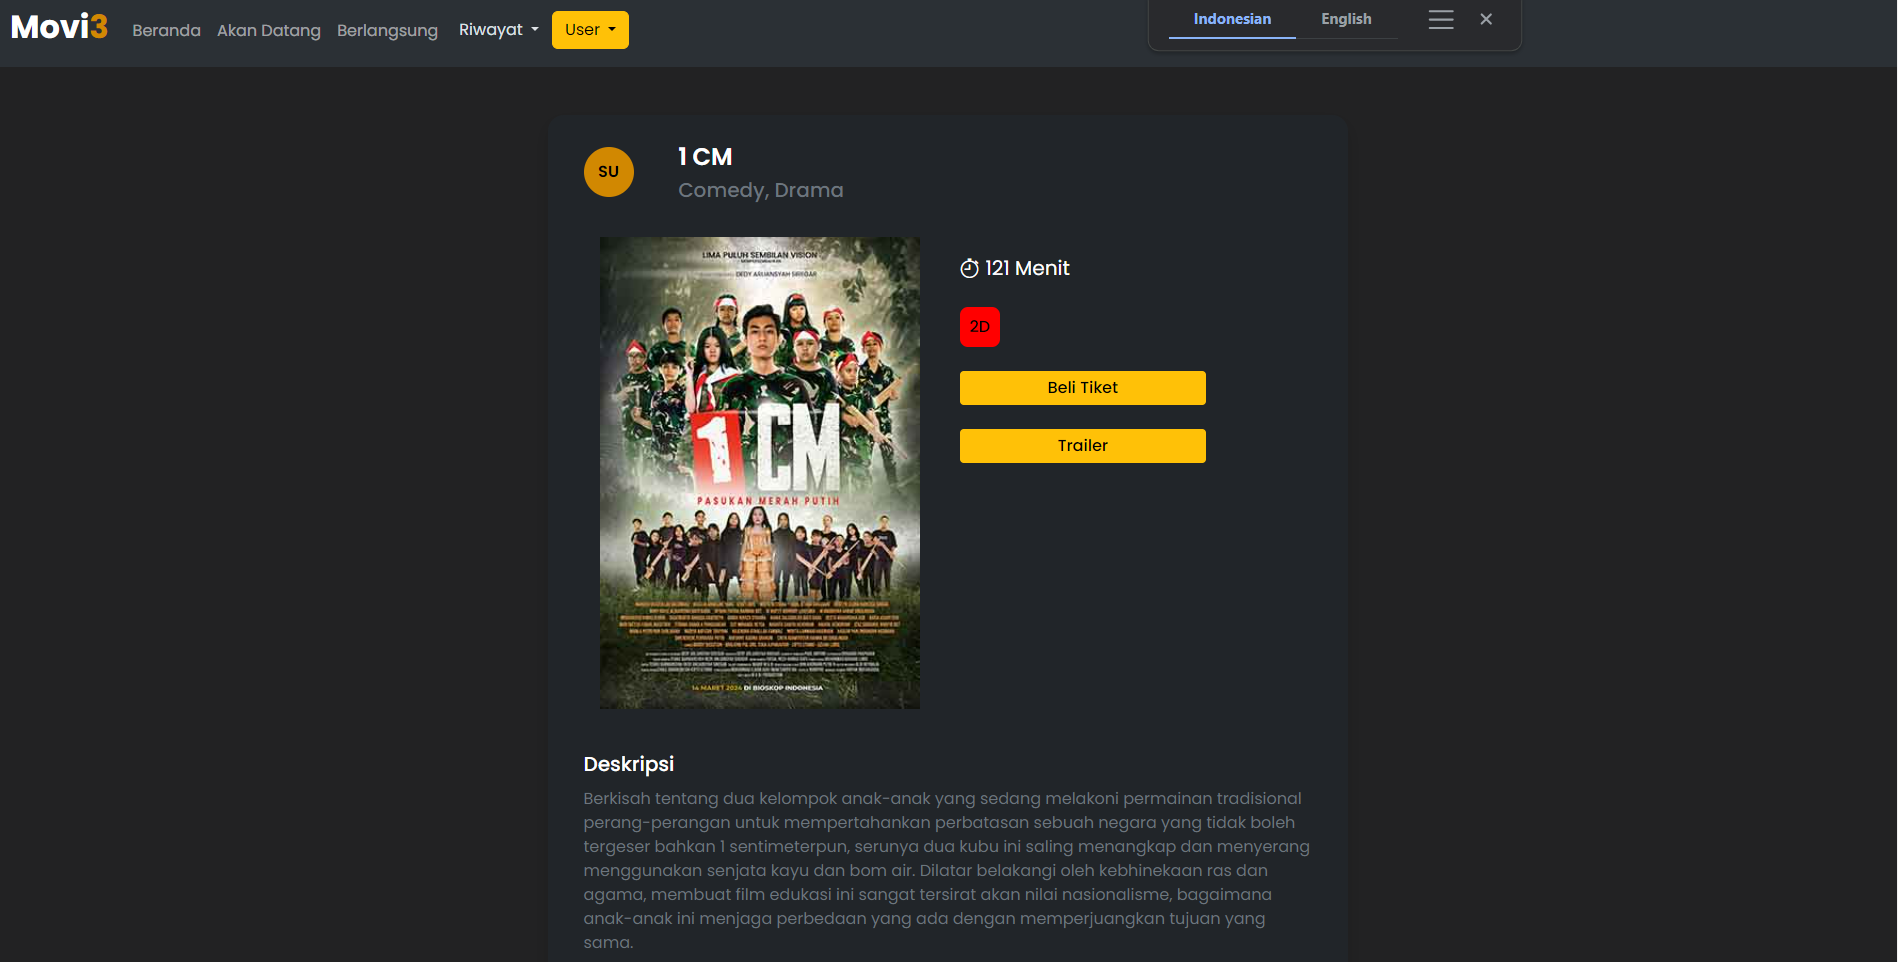 Movi3 Beranda Akan Datang Berlangsung Riwayat User
Indonesian English
SU
1 CM
Comedy, Drama
LIMA PULUH SEMBILAN VISION
DEDY ARLIANSYAH SIREGAR
1 CM
PASUKAN MERAH PUTIH
14 MARET 2024 DI BIOSKOP INDONESIA
121 Menit
2D
Beli Tiket
Trailer
Deskripsi
Berkisah tentang dua kelompok anak-anak yang sedang melakoni permainan tradisional
perang-perangan untuk mempertahankan perbatasan sebuah negara yang tidak boleh
tergeser bahkan 1 sentimeterpun, serunya dua kubu ini saling menangkap dan menyerang
menggunakan senjata kayu dan bom air. Dilatar belakangi oleh kebhinekaan ras dan
agama, membuat film edukasi ini sangat tersirat akan nilai nasionalisme, bagaimana
anak-anak ini menjaga perbedaan yang ada dengan memperjuangkan tujuan yang
sama.